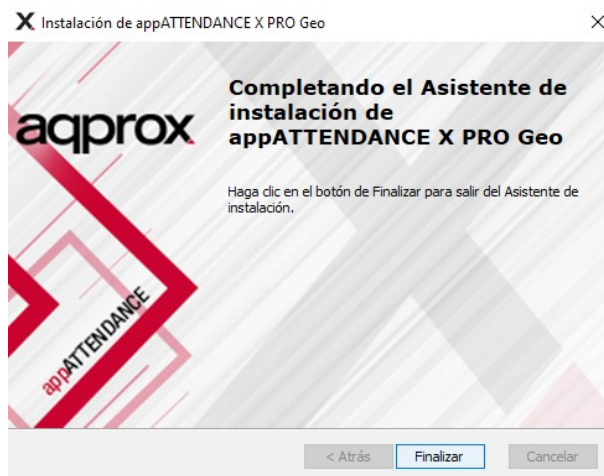 X Instalación de appATTENDANCE X PRO Geo
aqprox
Completando el Asistente de
instalación de
appATTENDANCE X PRO Geo
Haga clic en el botón de Finalizar para salir del Asistente de
instalación.
appATTENDANCE
< Atrás Finalizar Cancelar